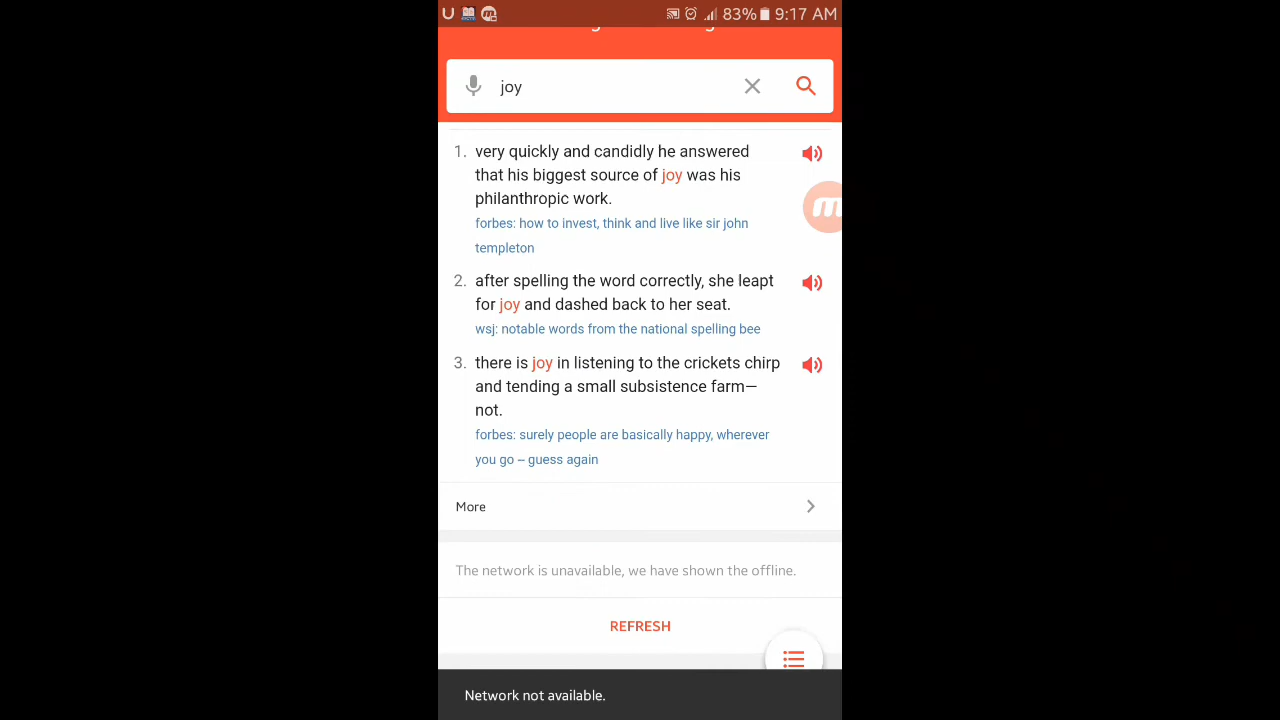 83% 9:17 AM
joy
1. very quickly and candidly he answered
that his biggest source of joy was his
philanthropic work.
forbes: how to invest, think and live like sir john
templeton
2. after spelling the word correctly, she leapt
for joy and dashed back to her seat.
wsj: notable words from the national spelling bee
3. there is joy in listening to the crickets chirp
and tending a small subsistence farm—
not.
forbes: surely people are basically happy, wherever
you go – guess again
More
The network is unavailable, we have shown the offline.
REFRESH
Network not available.